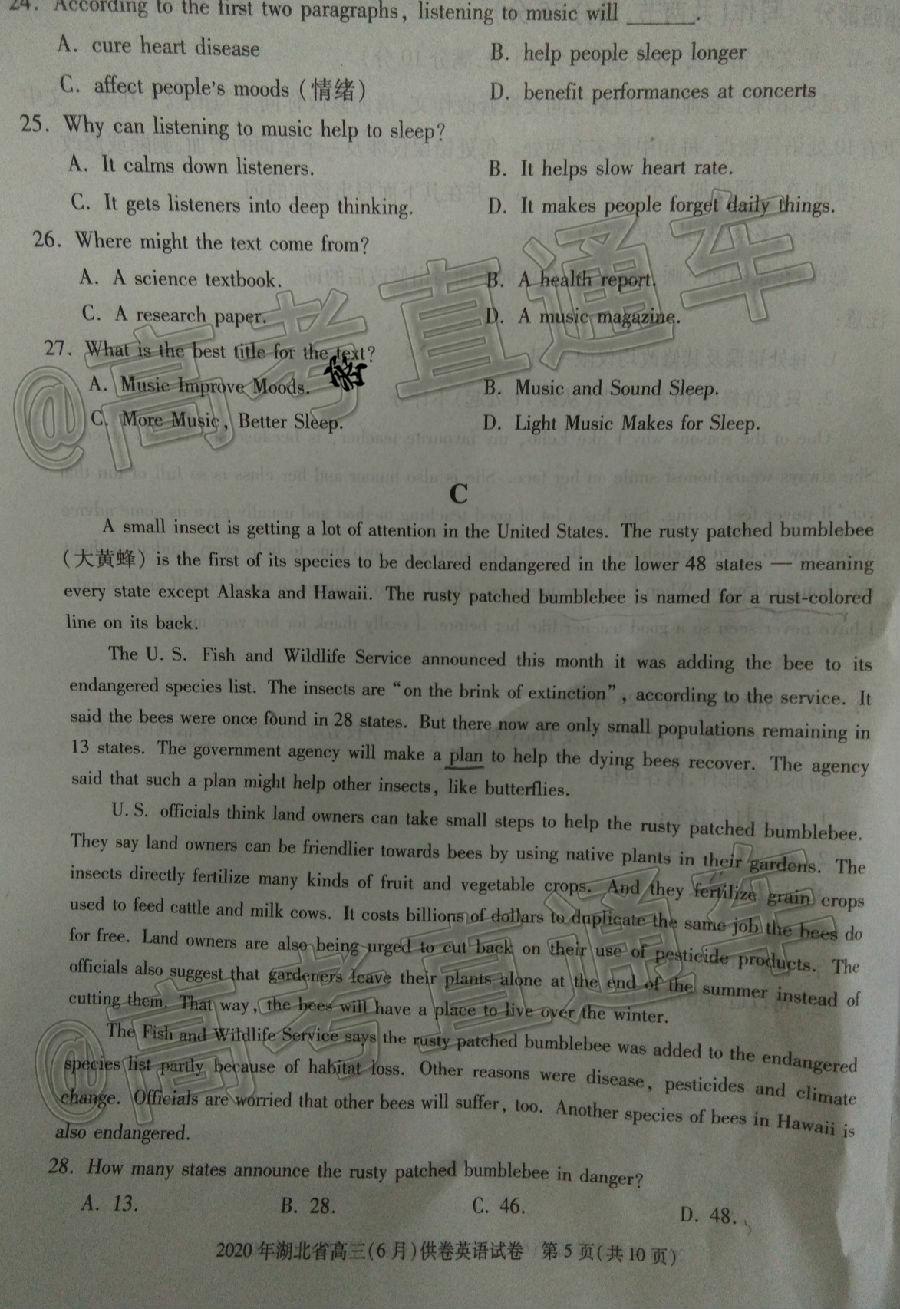 24. According to the first two paragraphs, listening to music will ______.
A. cure heart disease B. help people sleep longer
C. affect people's moods (情绪) D. benefit performances at concerts
25. Why can listening to music help to sleep?
A. It calms down listeners. B. It helps slow heart rate.
C. It gets listeners into deep thinking. D. It makes people forget daily things.
26. Where might the text come from?
A. A science textbook. B. A health report.
C. A research paper. D. A music magazine.
27. What is the best title for the text?
A. Music Improve Moods. B. Music and Sound Sleep.
C. More Music, Better Sleep. D. Light Music Makes for Sleep.
@高考直通车
C
A small insect is getting a lot of attention in the United States. The rusty patched bumblebee
(大黄蜂) is the first of its species to be declared endangered in the lower 48 states — meaning
every state except Alaska and Hawaii. The rusty patched bumblebee is named for a rust-colored
line on its back.
The U. S. Fish and Wildlife Service announced this month it was adding the bee to its
endangered species list. The insects are "on the brink of extinction", according to the service. It
said the bees were once found in 28 states. But there now are only small populations remaining in
13 states. The government agency will make a plan to help the dying bees recover. The agency
said that such a plan might help other insects, like butterflies.
U. S. officials think land owners can take small steps to help the rusty patched bumblebee.
They say land owners can be friendlier towards bees by using native plants in their gardens. The
insects directly fertilize many kinds of fruit and vegetable crops. And they fertilize grain crops
used to feed cattle and milk cows. It costs billions of dollars to duplicate the same job the bees do
for free. Land owners are also being urged to cut back on their use of pesticide products. The
officials also suggest that gardeners leave their plants alone at the end of the summer instead of
cutting them. That way, the bees will have a place to live over the winter.
The Fish and Wildlife Service says the rusty patched bumblebee was added to the endangered
species list partly because of habitat loss. Other reasons were disease, pesticides and climate
change. Officials are worried that other bees will suffer, too. Another species of bees in Hawaii is
also endangered.
@高考直通车
28. How many states announce the rusty patched bumblebee in danger?
A. 13. B. 28. C. 46. D. 48.
2020年湖北省高三(6月)供卷英语试卷 第5页(共10页)